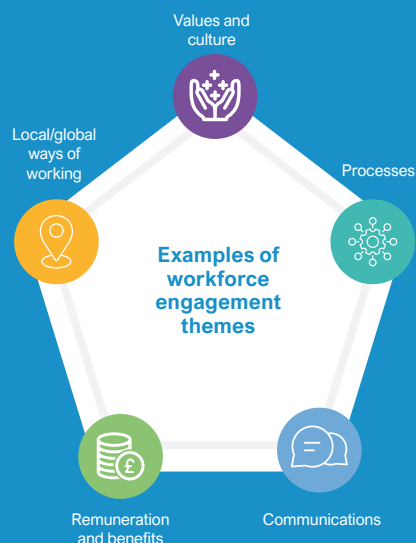 Values and
culture
Local/global
ways of
working
Processes
Examples of
workforce
engagement
themes
£
Remuneration
and benefits
Communications